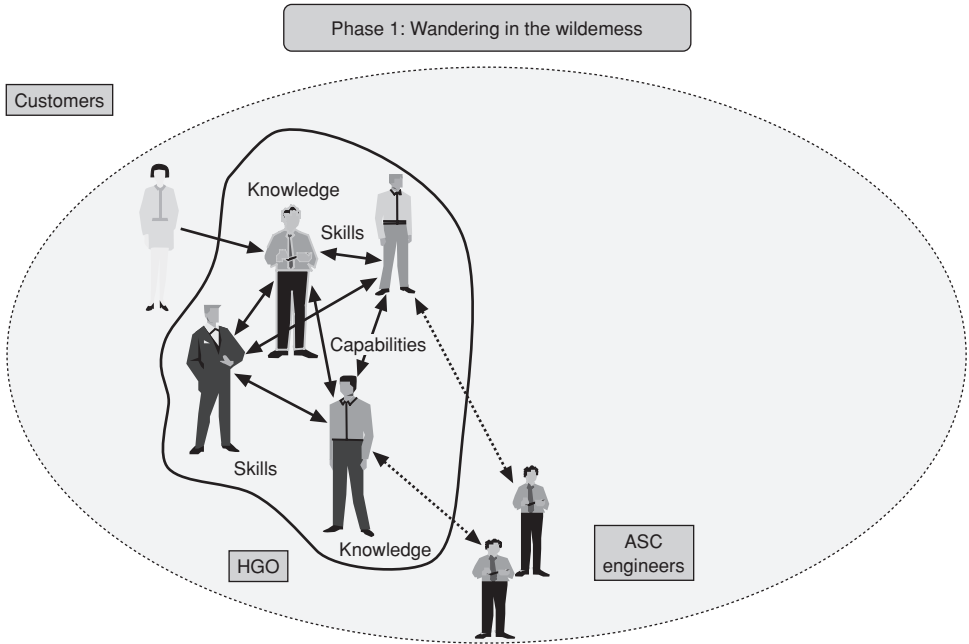 Phase 1: Wandering in the wilderness
Customers
Knowledge
Skills
Capabilities
Skills
Knowledge
HGO
ASC
engineers